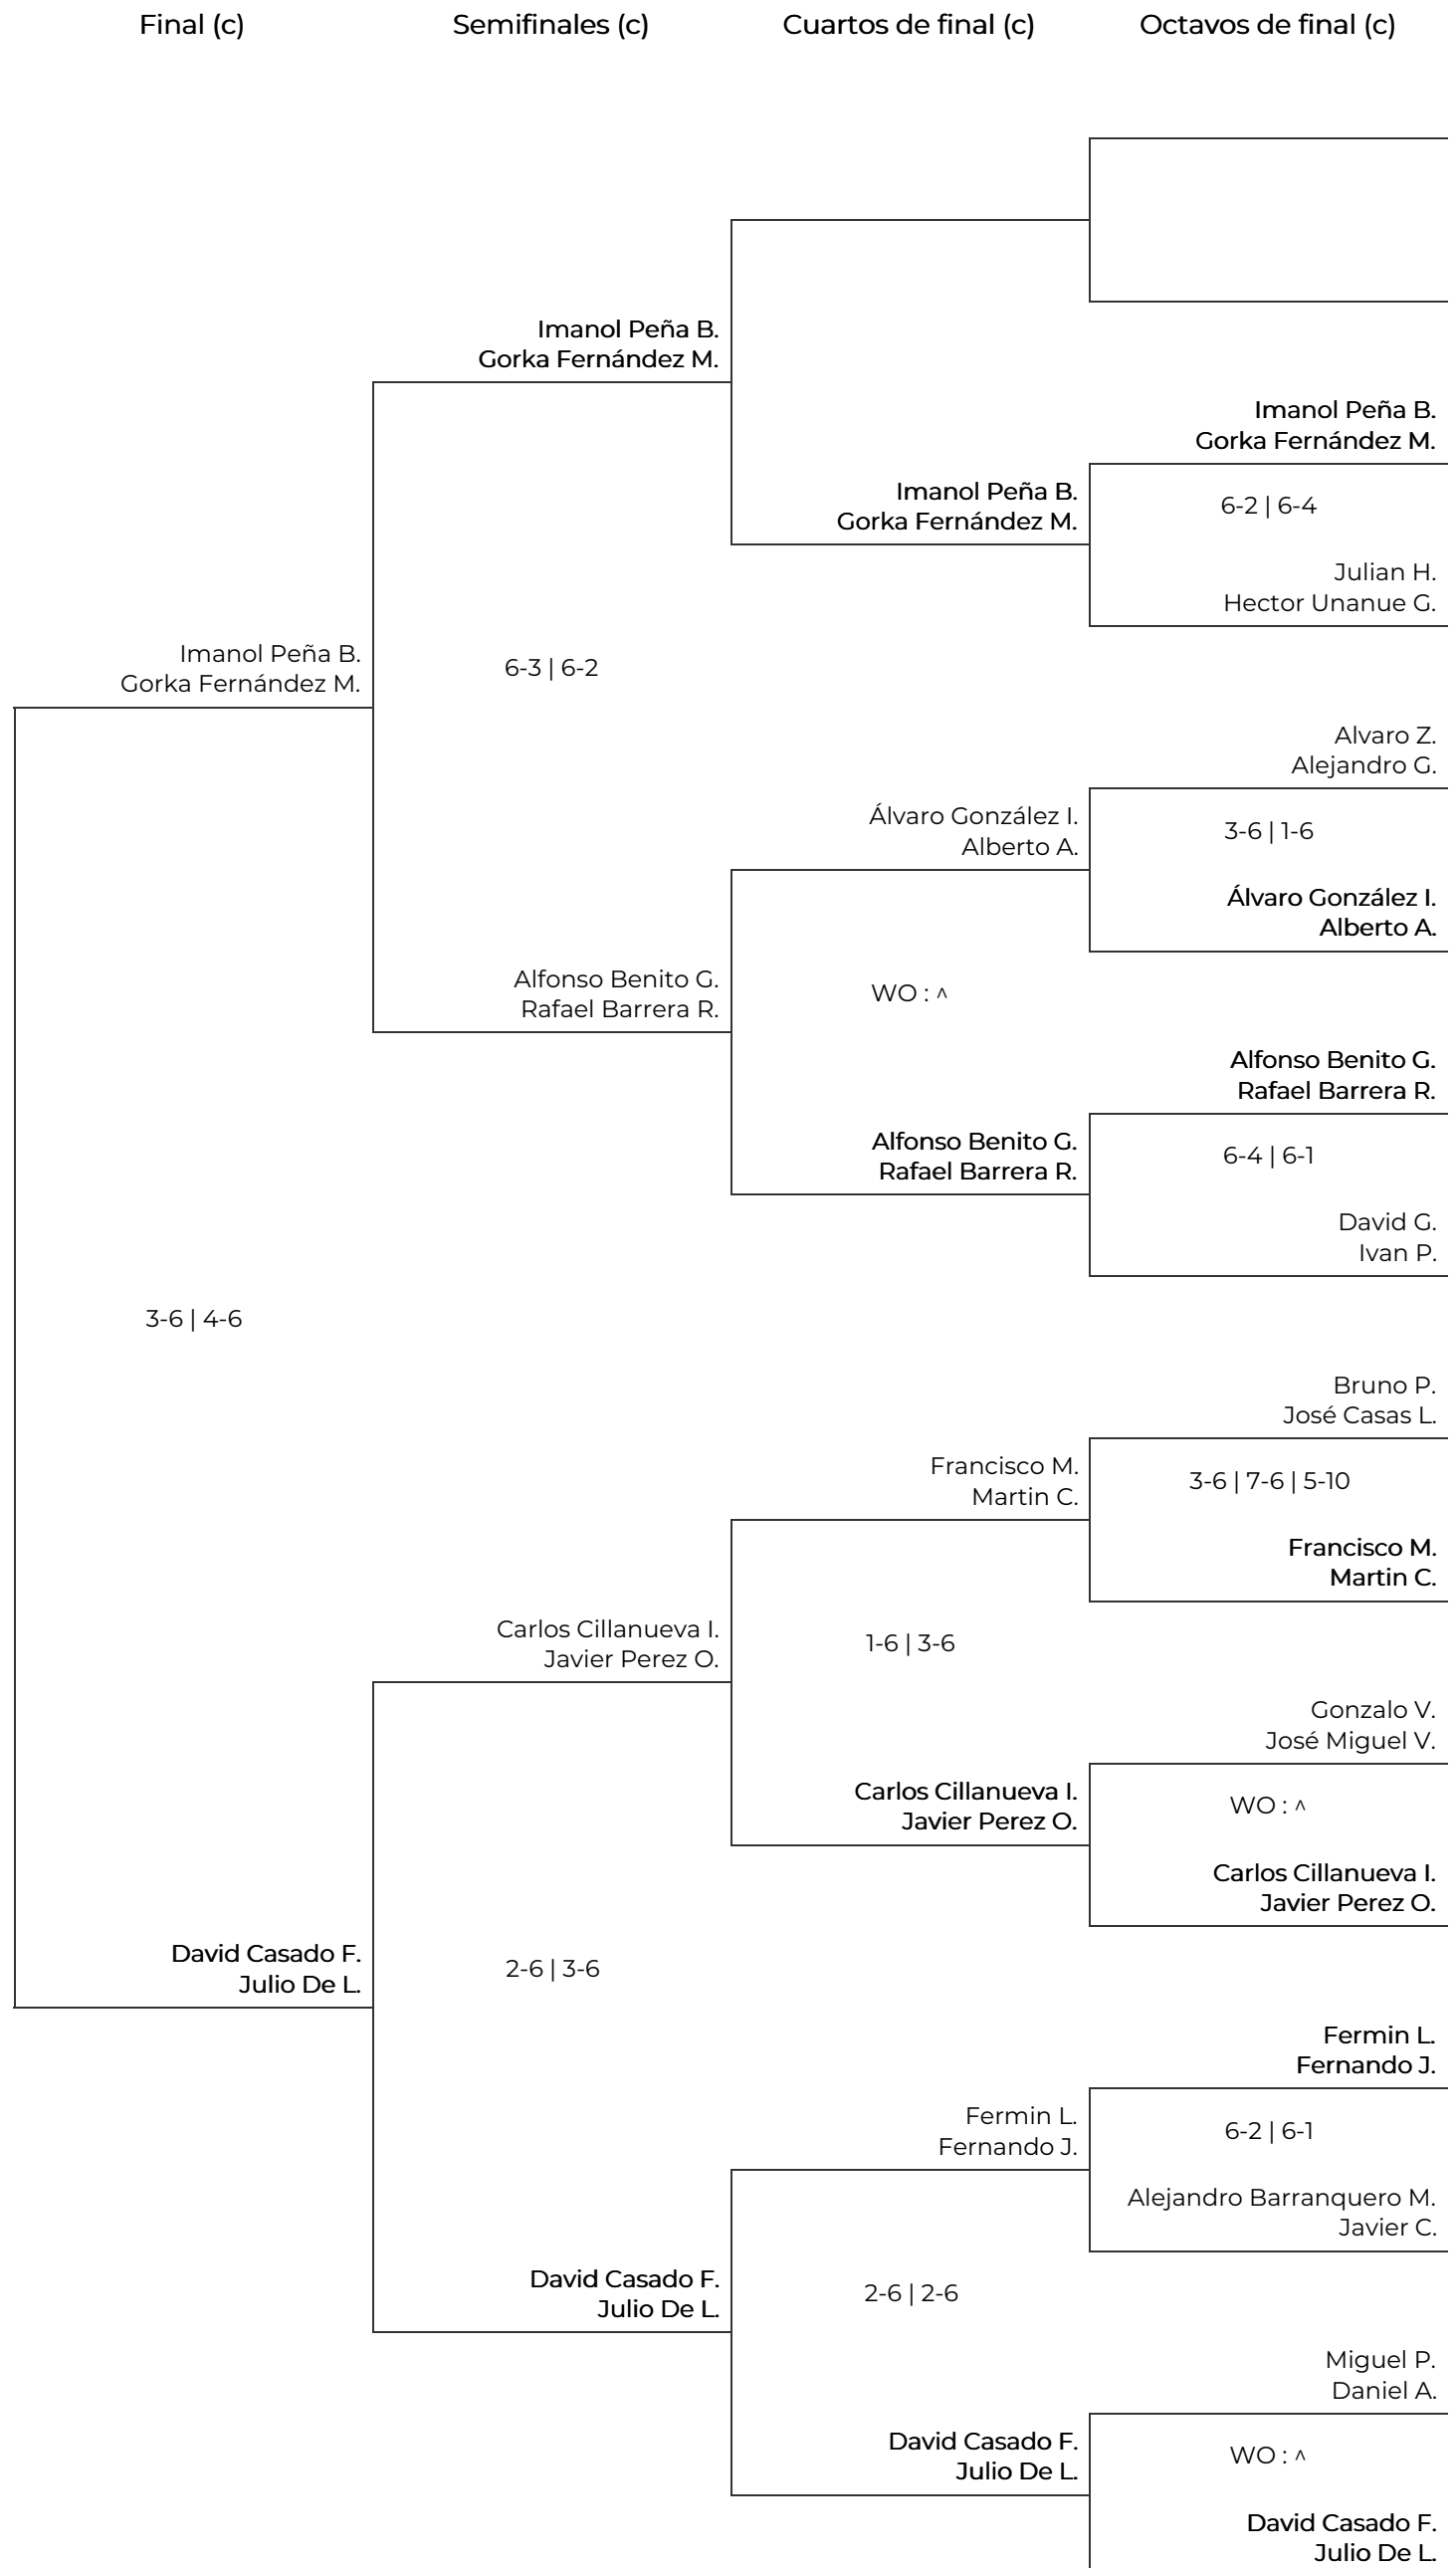 Final (c)
Semifinales (c)
Cuartos de final (c)
Octavos de final (c)
Imanol Peña B.
Gorka Fernández M.
Imanol Peña B.
Gorka Fernández M.
Imanol Peña B.
Gorka Fernández M.
6-2 | 6-4
Julian H.
Hector Unanue G.
Imanol Peña B.
Gorka Fernández M.
6-3 | 6-2
Alvaro Z.
Alejandro G.
Álvaro González I.
Alberto A.
3-6 | 1-6
Álvaro González I.
Alberto A.
Alfonso Benito G.
Rafael Barrera R.
WO : ^
Alfonso Benito G.
Rafael Barrera R.
Alfonso Benito G.
Rafael Barrera R.
6-4 | 6-1
David G.
Ivan P.
3-6 | 4-6
Bruno P.
José Casas L.
Francisco M.
Martin C.
3-6 | 7-6 | 5-10
Francisco M.
Martin C.
Carlos Cillanueva I.
Javier Perez O.
1-6 | 3-6
Gonzalo V.
José Miguel V.
Carlos Cillanueva I.
Javier Perez O.
WO : ^
Carlos Cillanueva I.
Javier Perez O.
David Casado F.
Julio De L.
2-6 | 3-6
Fermin L.
Fernando J.
Fermin L.
Fernando J.
6-2 | 6-1
Alejandro Barranquero M.
Javier C.
David Casado F.
Julio De L.
2-6 | 2-6
Miguel P.
Daniel A.
David Casado F.
Julio De L.
WO : ^
David Casado F.
Julio De L.